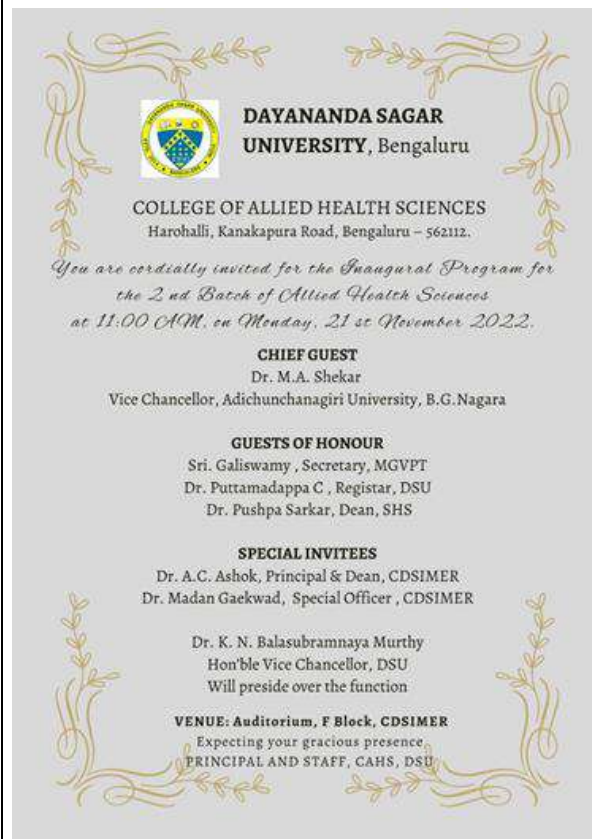 DAYANANDA SAGAR
UNIVERSITY, Bengaluru
COLLEGE OF ALLIED HEALTH SCIENCES
Harohalli, Kanakapura Road, Bengaluru – 562112.
You are cordially invited for the Inaugural Program for
the 2 nd Batch of Allied Health Sciences
at 11:00 AM, on Monday, 21 st November 2022.
CHIEF GUEST
Dr. M.A. Shekar
Vice Chancellor, Adichunchanagiri University, B.G.Nagara
GUESTS OF HONOUR
Sri. Galiswamy , Secretary, MGVPT
Dr. Puttamadappa C , Registar, DSU
Dr. Pushpa Sarkar, Dean, SHS
SPECIAL INVITEES
Dr. A.C. Ashok, Principal & Dean, CDSIMER
Dr. Madan Gaekwad, Special Officer , CDSIMER
Dr. K. N. Balasubramnaya Murthy
Hon'ble Vice Chancellor, DSU
Will preside over the function
VENUE: Auditorium, F Block, CDSIMER
Expecting your gracious presence
PRINCIPAL AND STAFF, CAHS, DSU